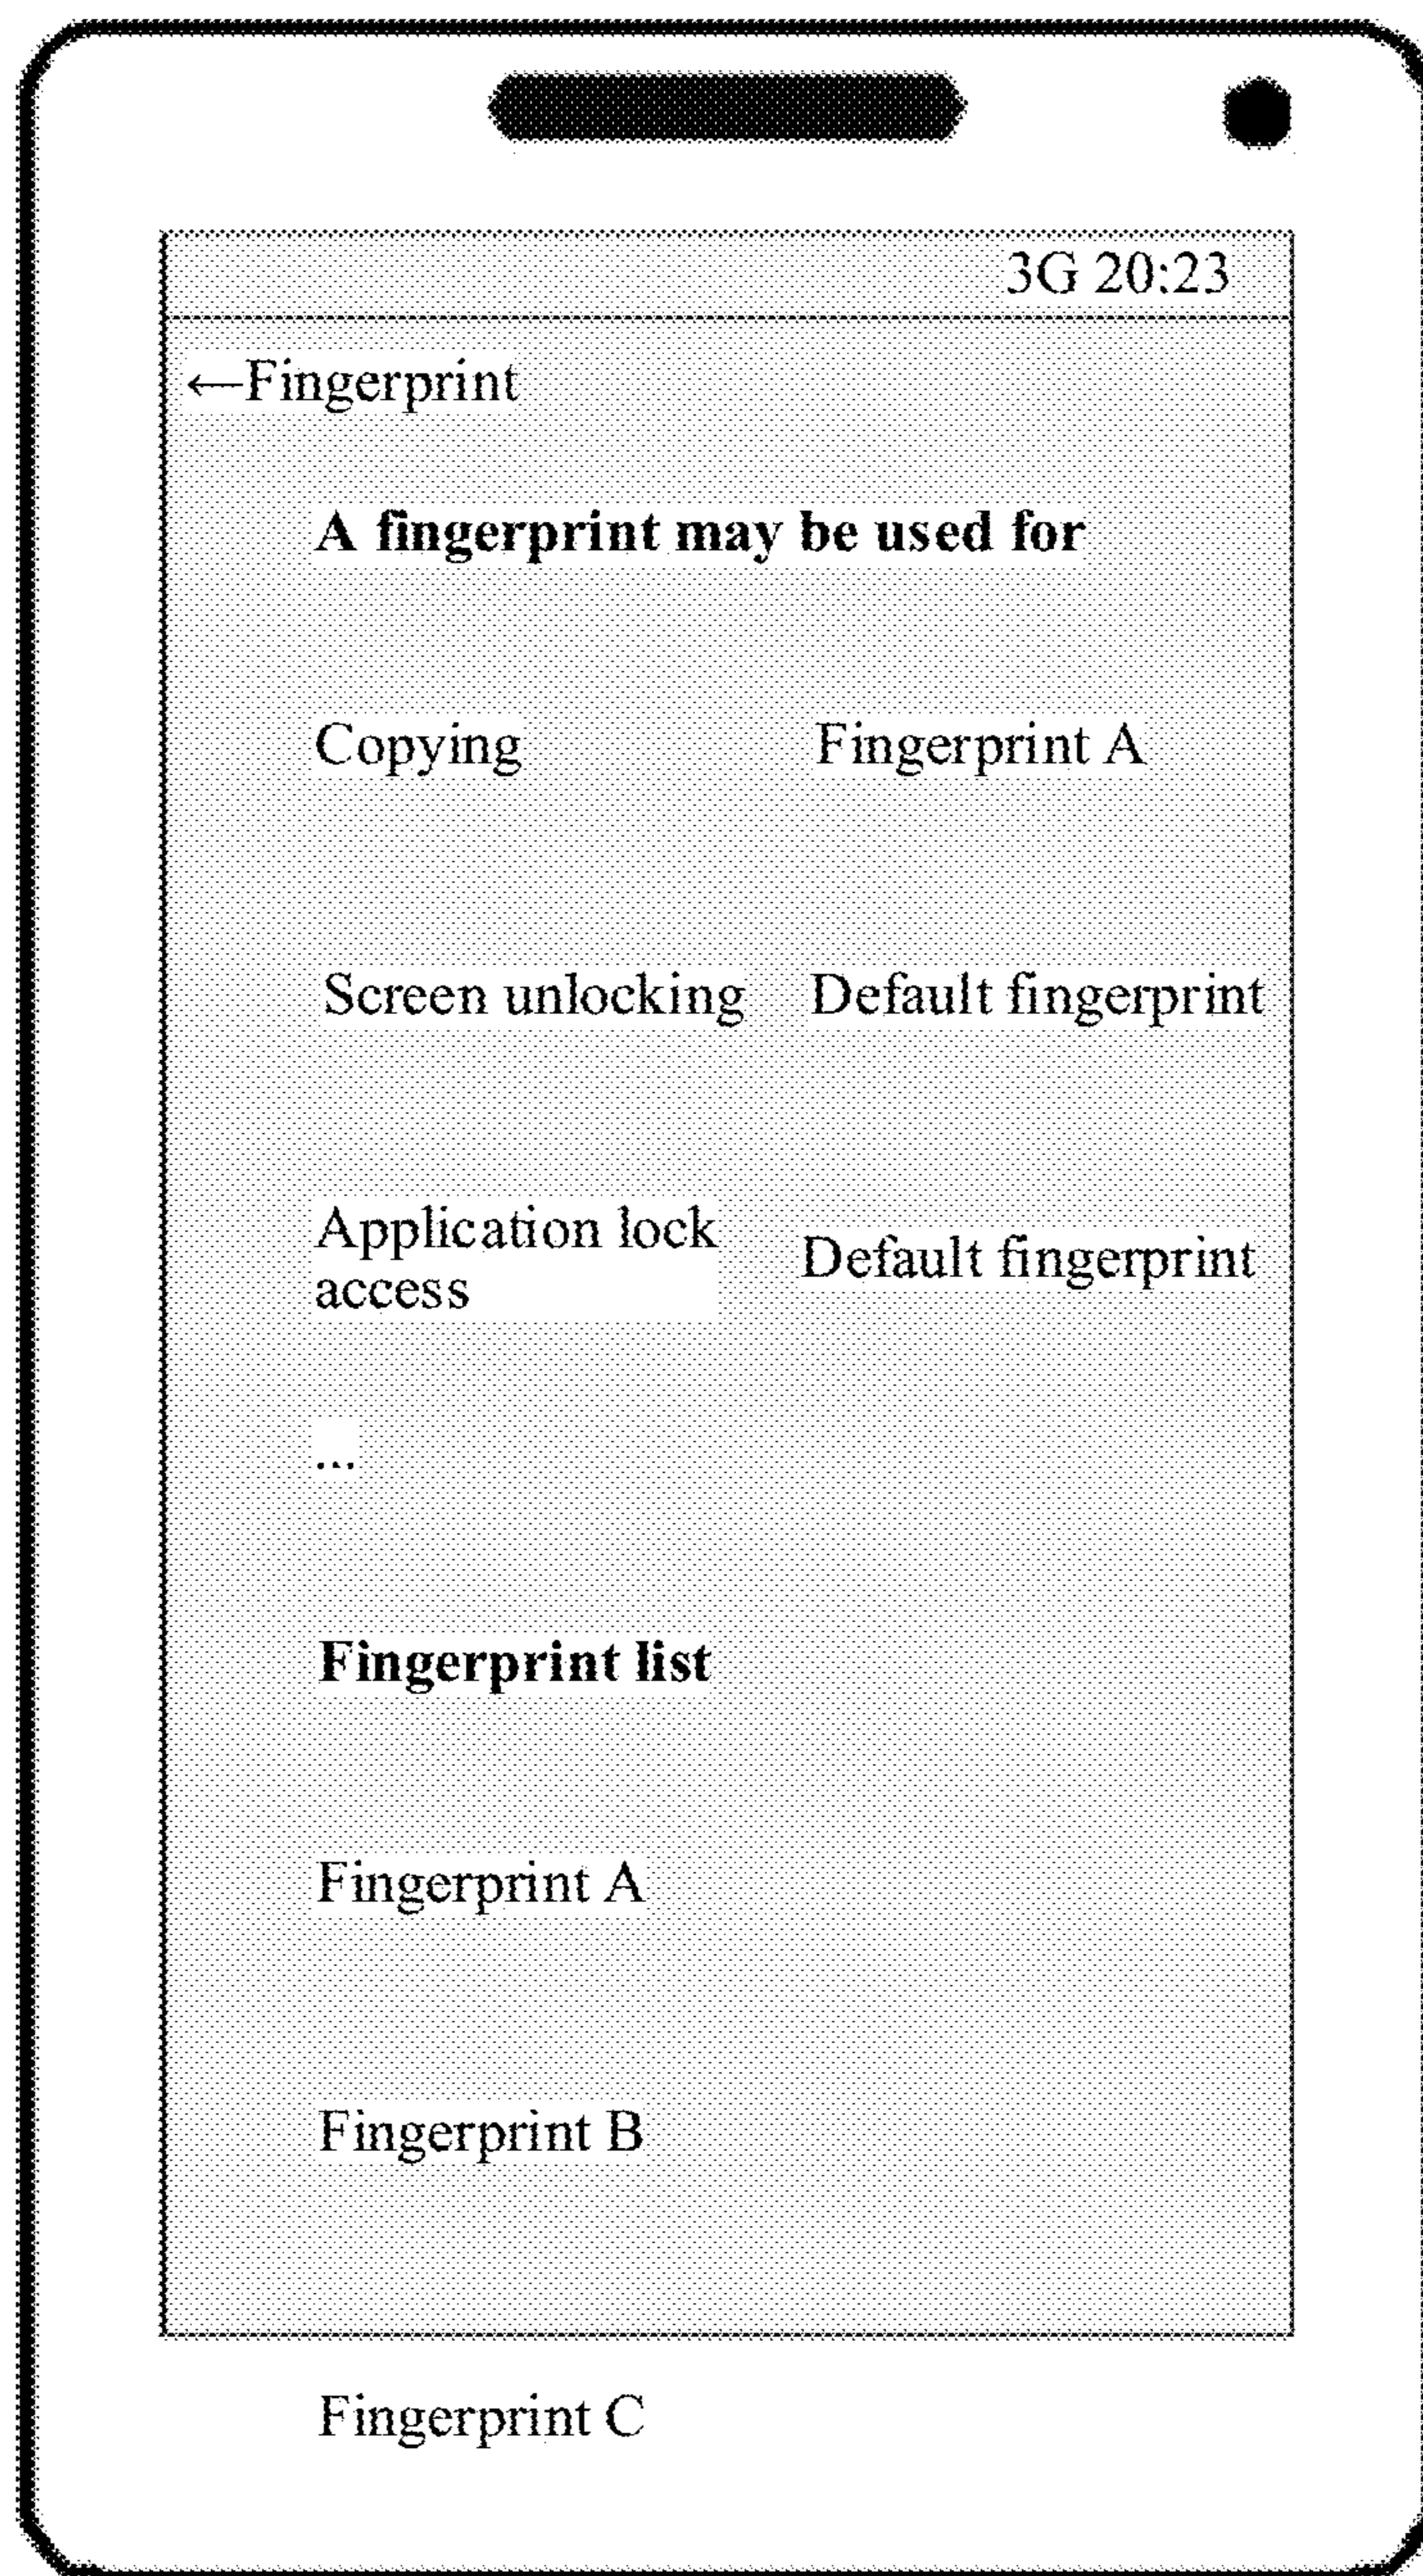 3G 20:23
←Fingerprint
A fingerprint may be used for
Copying Fingerprint A
Screen unlocking Default fingerprint
Application lock
access
Default fingerprint
...
Fingerprint list
Fingerprint A
Fingerprint B
Fingerprint C